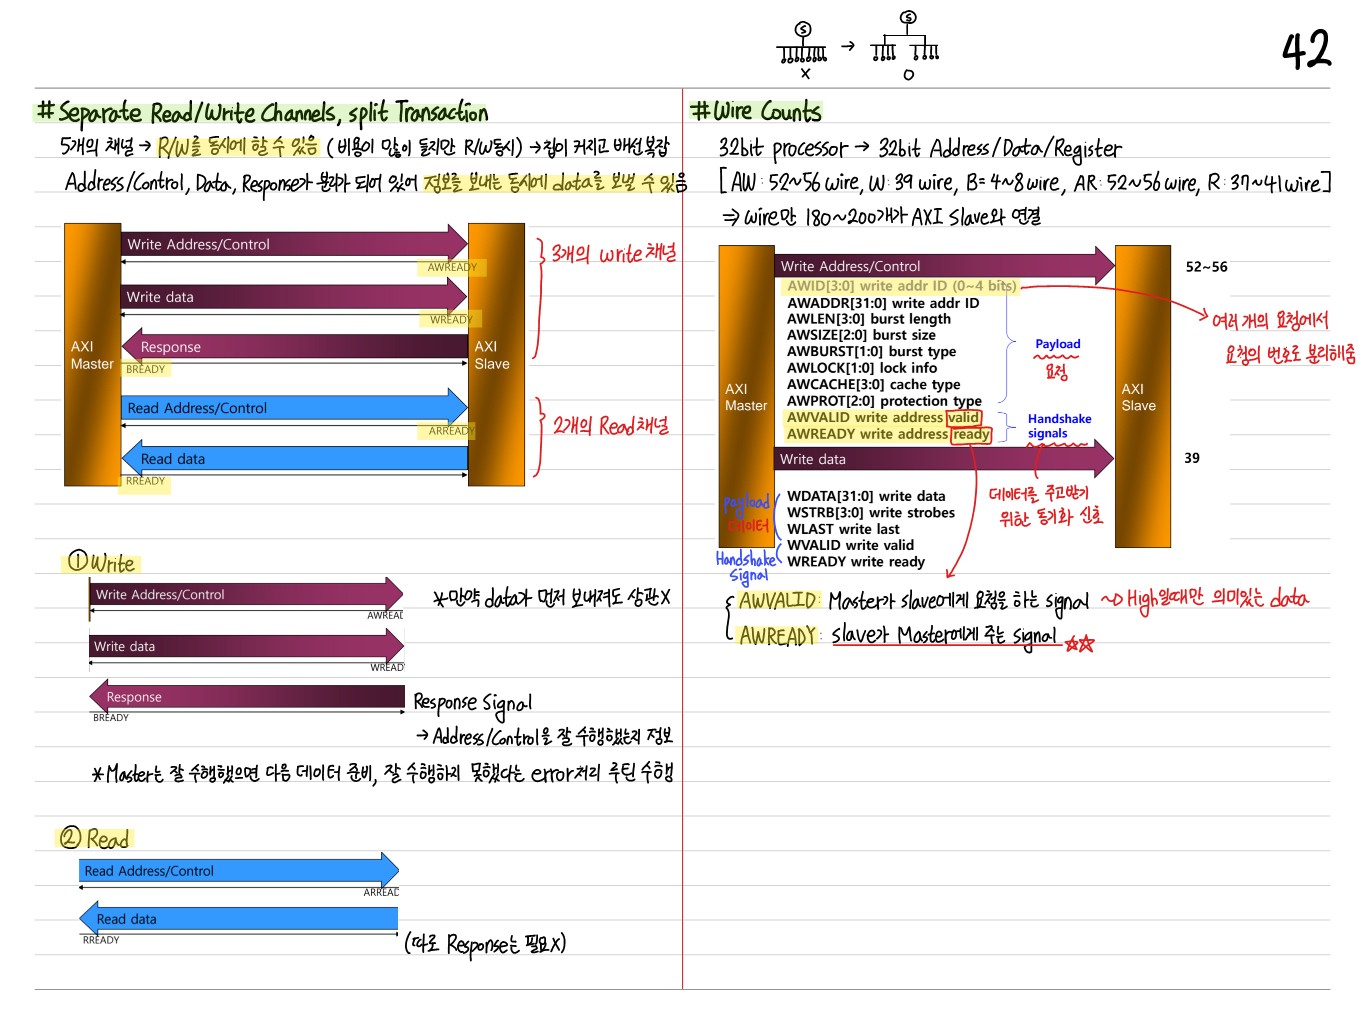 S
S
→
X
O
42
# Separate Read/Write Channels, split Transaction
5개의 채널 → R/W를 동시에 할 수 있음 (비용이 많이 들지만 R/W동시) → 칩이 커지고 배선복잡
Address/Control, Data, Response가 분리가 되어 있어 정보를 보내는 동시에 data를 보낼 수 있음
AXI
Master
AXI
Slave
Write Address/Control
AWREADY
Write data
WREADY
Response
BREADY
Read Address/Control
ARREADY
Read data
RREADY
3개의 write 채널
2개의 Read 채널
① Write
Write Address/Control
AWREAD
Write data
WREAD
Response
BREADY
*만약 data가 먼저 보내져도 상관X
Response Signal
→ Address/Control을 잘 수행했는지 정보
*Master는 잘 수행했으면 다음 데이터 준비, 잘 수행하지 못했다는 error처리 루틴 수행
② Read
Read Address/Control
ARREAD
Read data
RREADY
(따로 Response는 필요X)
# Wire Counts
32bit processor → 32bit Address/Data/Register
[AW: 52~56 wire, W: 39 wire, B= 4~8 wire, AR: 52~56 wire, R: 37~41 wire]
⇒ wire만 180~200개가 AXI Slave와 연결
AXI
Master
AXI
Slave
Write Address/Control
52~56
AWID[3:0] write addr ID (0~4 bits)
AWADDR[31:0] write addr ID
AWLEN[3:0] burst length
AWSIZE[2:0] burst size
AWBURST[1:0] burst type
AWLOCK[1:0] lock info
AWCACHE[3:0] cache type
AWPROT[2:0] protection type
AWVALID write address valid
AWREADY write address ready
Payload
요청
Handshake
signals
여러 개의 요청에서
요청의 번호로 분리해줌
Write data
39
데이터를 주고받기
위한 동기화 신호
WDATA[31:0] write data
WSTRB[3:0] write strobes
WLAST write last
WVALID write valid
WREADY write ready
Payload
데이터
Handshake
Signal
AWVALID: Master가 slave에게 요청을 하는 signal ~> High일때만 의미있는 data
AWREADY: slave가 Master에게 주는 signal ☆☆